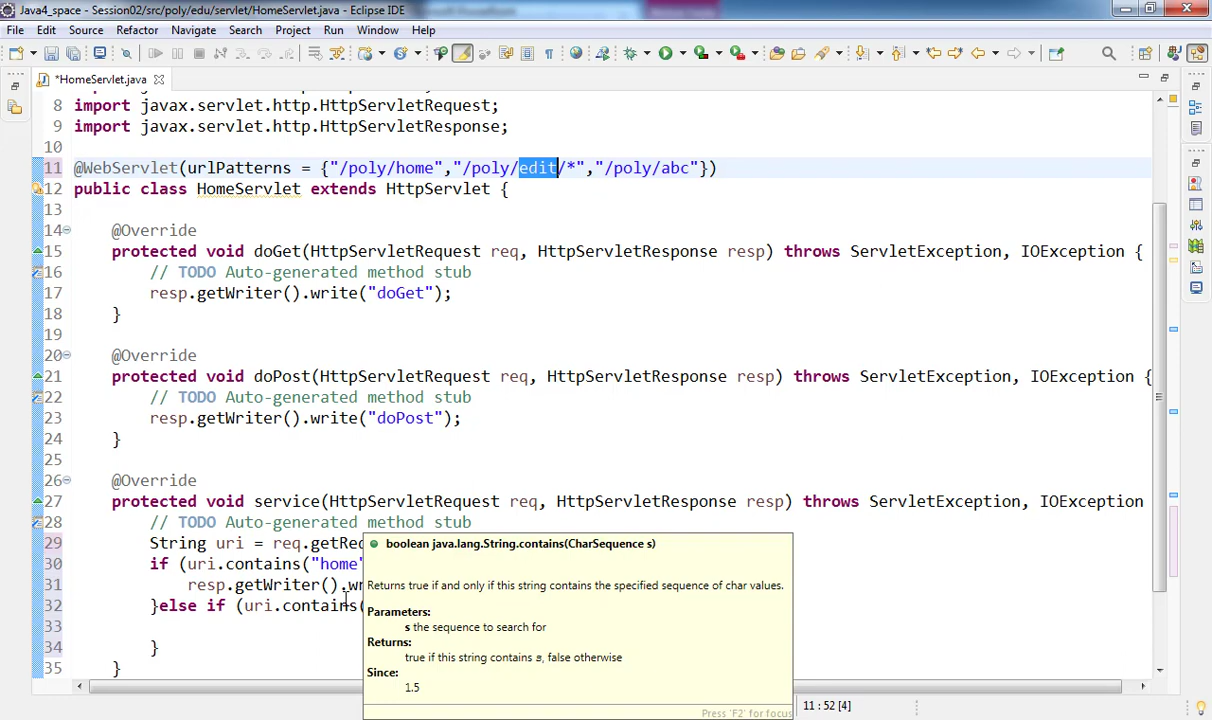 Java4_space - Session02/src/poly/edu/servlet/HomeServlet.java - Eclipse IDE
File Edit Source Refactor Navigate Search Project Run Window Help
*HomeServlet.java
8 import javax.servlet.http.HttpServletRequest;
9 import javax.servlet.http.HttpServletResponse;
10
11 @WebServlet(urlPatterns = {"/poly/home","/poly/edit/*","/poly/abc"})
12 public class HomeServlet extends HttpServlet {
13
14 @Override
15 protected void doGet(HttpServletRequest req, HttpServletResponse resp) throws ServletException, IOException {
16 // TODO Auto-generated method stub
17 resp.getWriter().write("doGet");
18 }
19
20 @Override
21 protected void doPost(HttpServletRequest req, HttpServletResponse resp) throws ServletException, IOException {
22 // TODO Auto-generated method stub
23 resp.getWriter().write("doPost");
24 }
25
26 @Override
27 protected void service(HttpServletRequest req, HttpServletResponse resp) throws ServletException, IOException
28 // TODO Auto-generated method stub
29 String uri = req.getRec
30 if (uri.contains("home"
31 resp.getWriter().wr
32 }else if (uri.contains(
33
34 }
35 }
boolean java.lang.String.contains(CharSequence s)
Returns true if and only if this string contains the specified sequence of char values.
Parameters:
s the sequence to search for
Returns:
true if this string contains s, false otherwise
Since:
1.5
Press 'F2' for focus
11 : 52 [4]